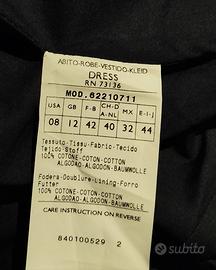 ABITO-ROBE-VESTIDO-KLEID
DRESS
RN 73136
MOD. 62210711
USA GB F-B CH-D A-NL MX E-I-J
08 12 42 40 32 44
Tessuto-Tissu-Fabric-Tecido
Tejido-Stoff
100% COTONE-COTON-COTTON
ALGODAO-ALGODON-BAUMWOLLE
Fodera-Doublure-Lining-Forro
Futter
100% COTONE-COTON-COTTON
ALGODAO-ALGODON-BAUMWOLLE
CARE INSTRUCTION ON REVERSE
840100529 2
subito